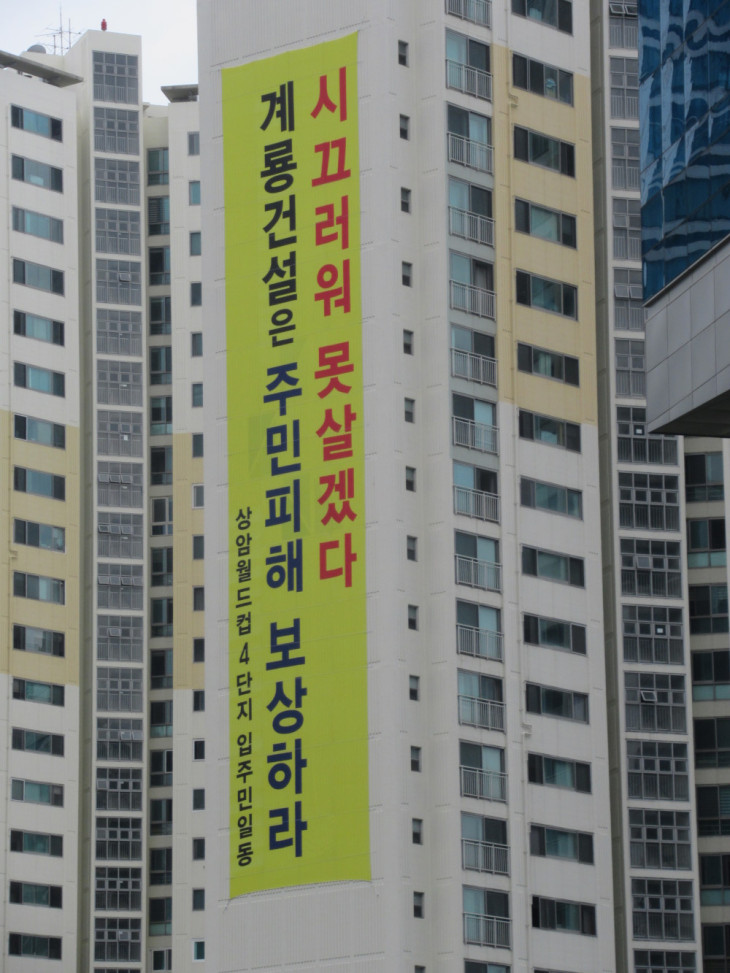 시끄러워 못살겠다
계룡건설은 주민피해 보상하라
상암월드컵4단지 입주민일동